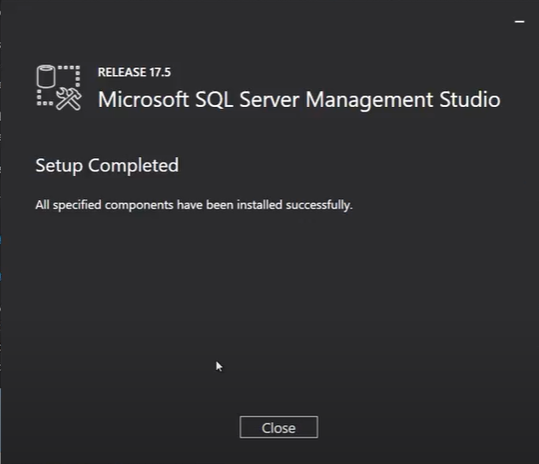 RELEASE 17.5
Microsoft SQL Server Management Studio
Setup Completed
All specified components have been installed successfully.
Close